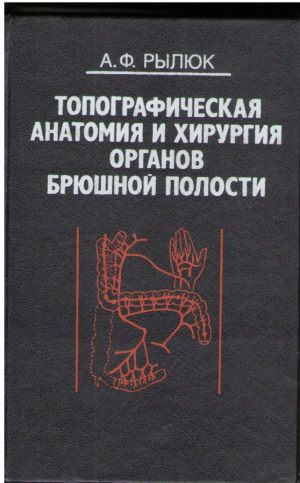 А. Ф. РЫЛЮК
ТОПОГРАФИЧЕСКАЯ
АНАТОМИЯ И ХИРУРГИЯ
ОРГАНОВ
БРЮШНОЙ ПОЛОСТИ